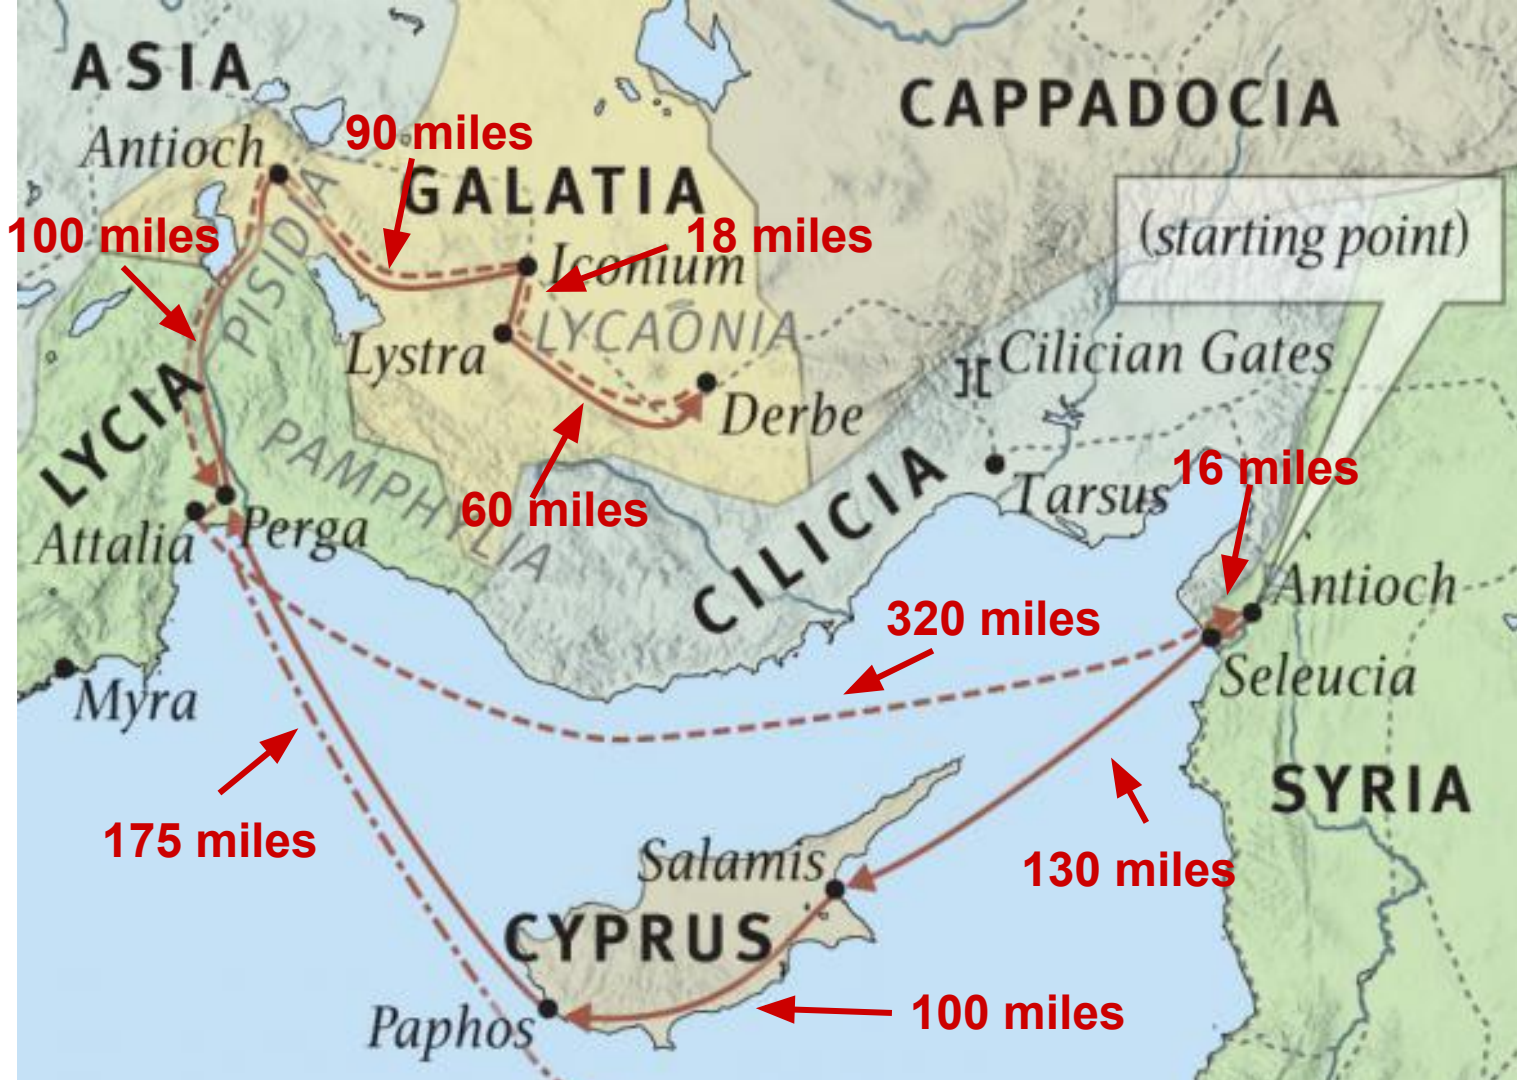 ASIA
CAPPADOCIA
Antioch
90 miles
GALATIA
PISIDIA
(starting point)
100 miles
18 miles
Iconium
LYCAONIA
Lystra
Cilician Gates
Derbe
LYCIA
PAMPHYLIA
16 miles
Tarsus
60 miles
Perga
Attalia
CILICIA
Antioch
320 miles
Seleucia
Myra
SYRIA
175 miles
Salamis
130 miles
CYPRUS
Paphos
100 miles